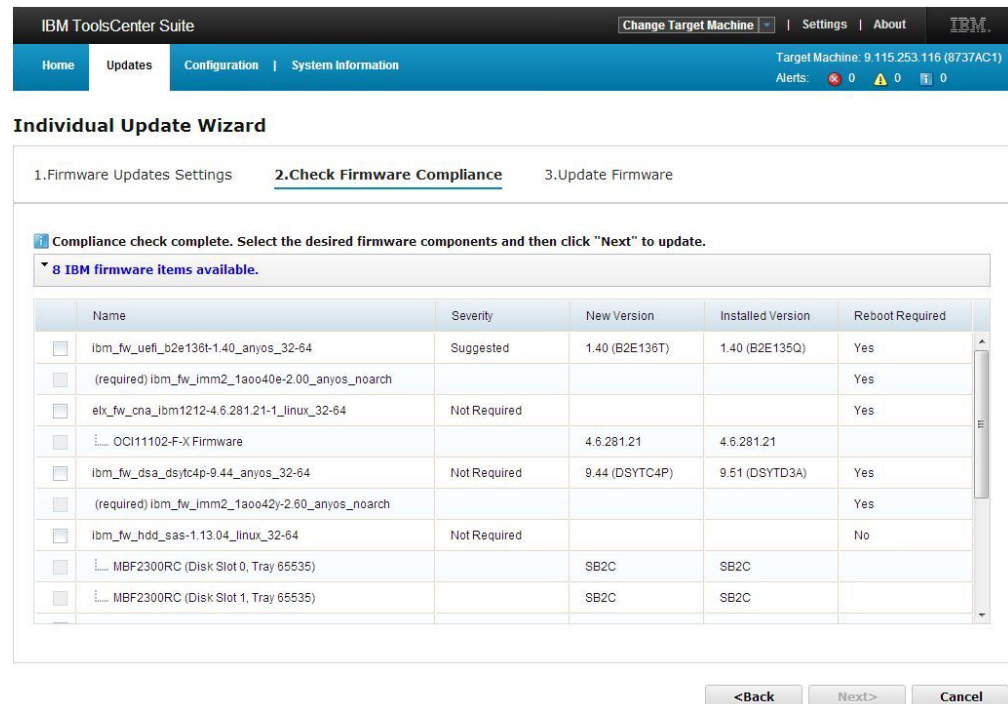 IBM ToolsCenter Suite
Change Target Machine | Settings | About IBM.
Home Updates Configuration | System Information
Target Machine: 9.115.253.116 (8737AC1)
Alerts: 0 0 0
Individual Update Wizard
1.Firmware Updates Settings 2.Check Firmware Compliance 3.Update Firmware
Compliance check complete. Select the desired firmware components and then click "Next" to update.
8 IBM firmware items available.
Name Severity New Version Installed Version Reboot Required
ibm_fw_uefi_b2e136t-1.40_anyos_32-64 Suggested 1.40 (B2E136T) 1.40 (B2E135Q) Yes
(required) ibm_fw_imm2_1aoo40e-2.00_anyos_noarch Yes
elx_fw_cna_ibm1212-4.6.281.21-1_linux_32-64 Not Required Yes
OCI11102-F-X Firmware 4.6.281.21 4.6.281.21
ibm_fw_dsa_dsytc4p-9.44_anyos_32-64 Not Required 9.44 (DSYTC4P) 9.51 (DSYTD3A) Yes
(required) ibm_fw_imm2_1aoo42y-2.60_anyos_noarch Yes
ibm_fw_hdd_sas-1.13.04_linux_32-64 Not Required No
MBF2300RC (Disk Slot 0, Tray 65535) SB2C SB2C
MBF2300RC (Disk Slot 1, Tray 65535) SB2C SB2C
<Back Next> Cancel